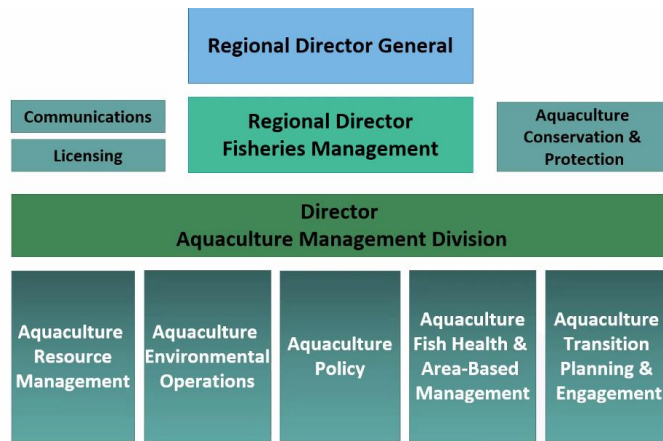 Regional Director General
Communications
Licensing
Regional Director
Fisheries Management
Aquaculture
Conservation &
Protection
Director
Aquaculture Management Division
Aquaculture
Resource
Management
Aquaculture
Environmental
Operations
Aquaculture
Policy
Aquaculture
Fish Health &
Area-Based
Management
Aquaculture
Transition
Planning &
Engagement